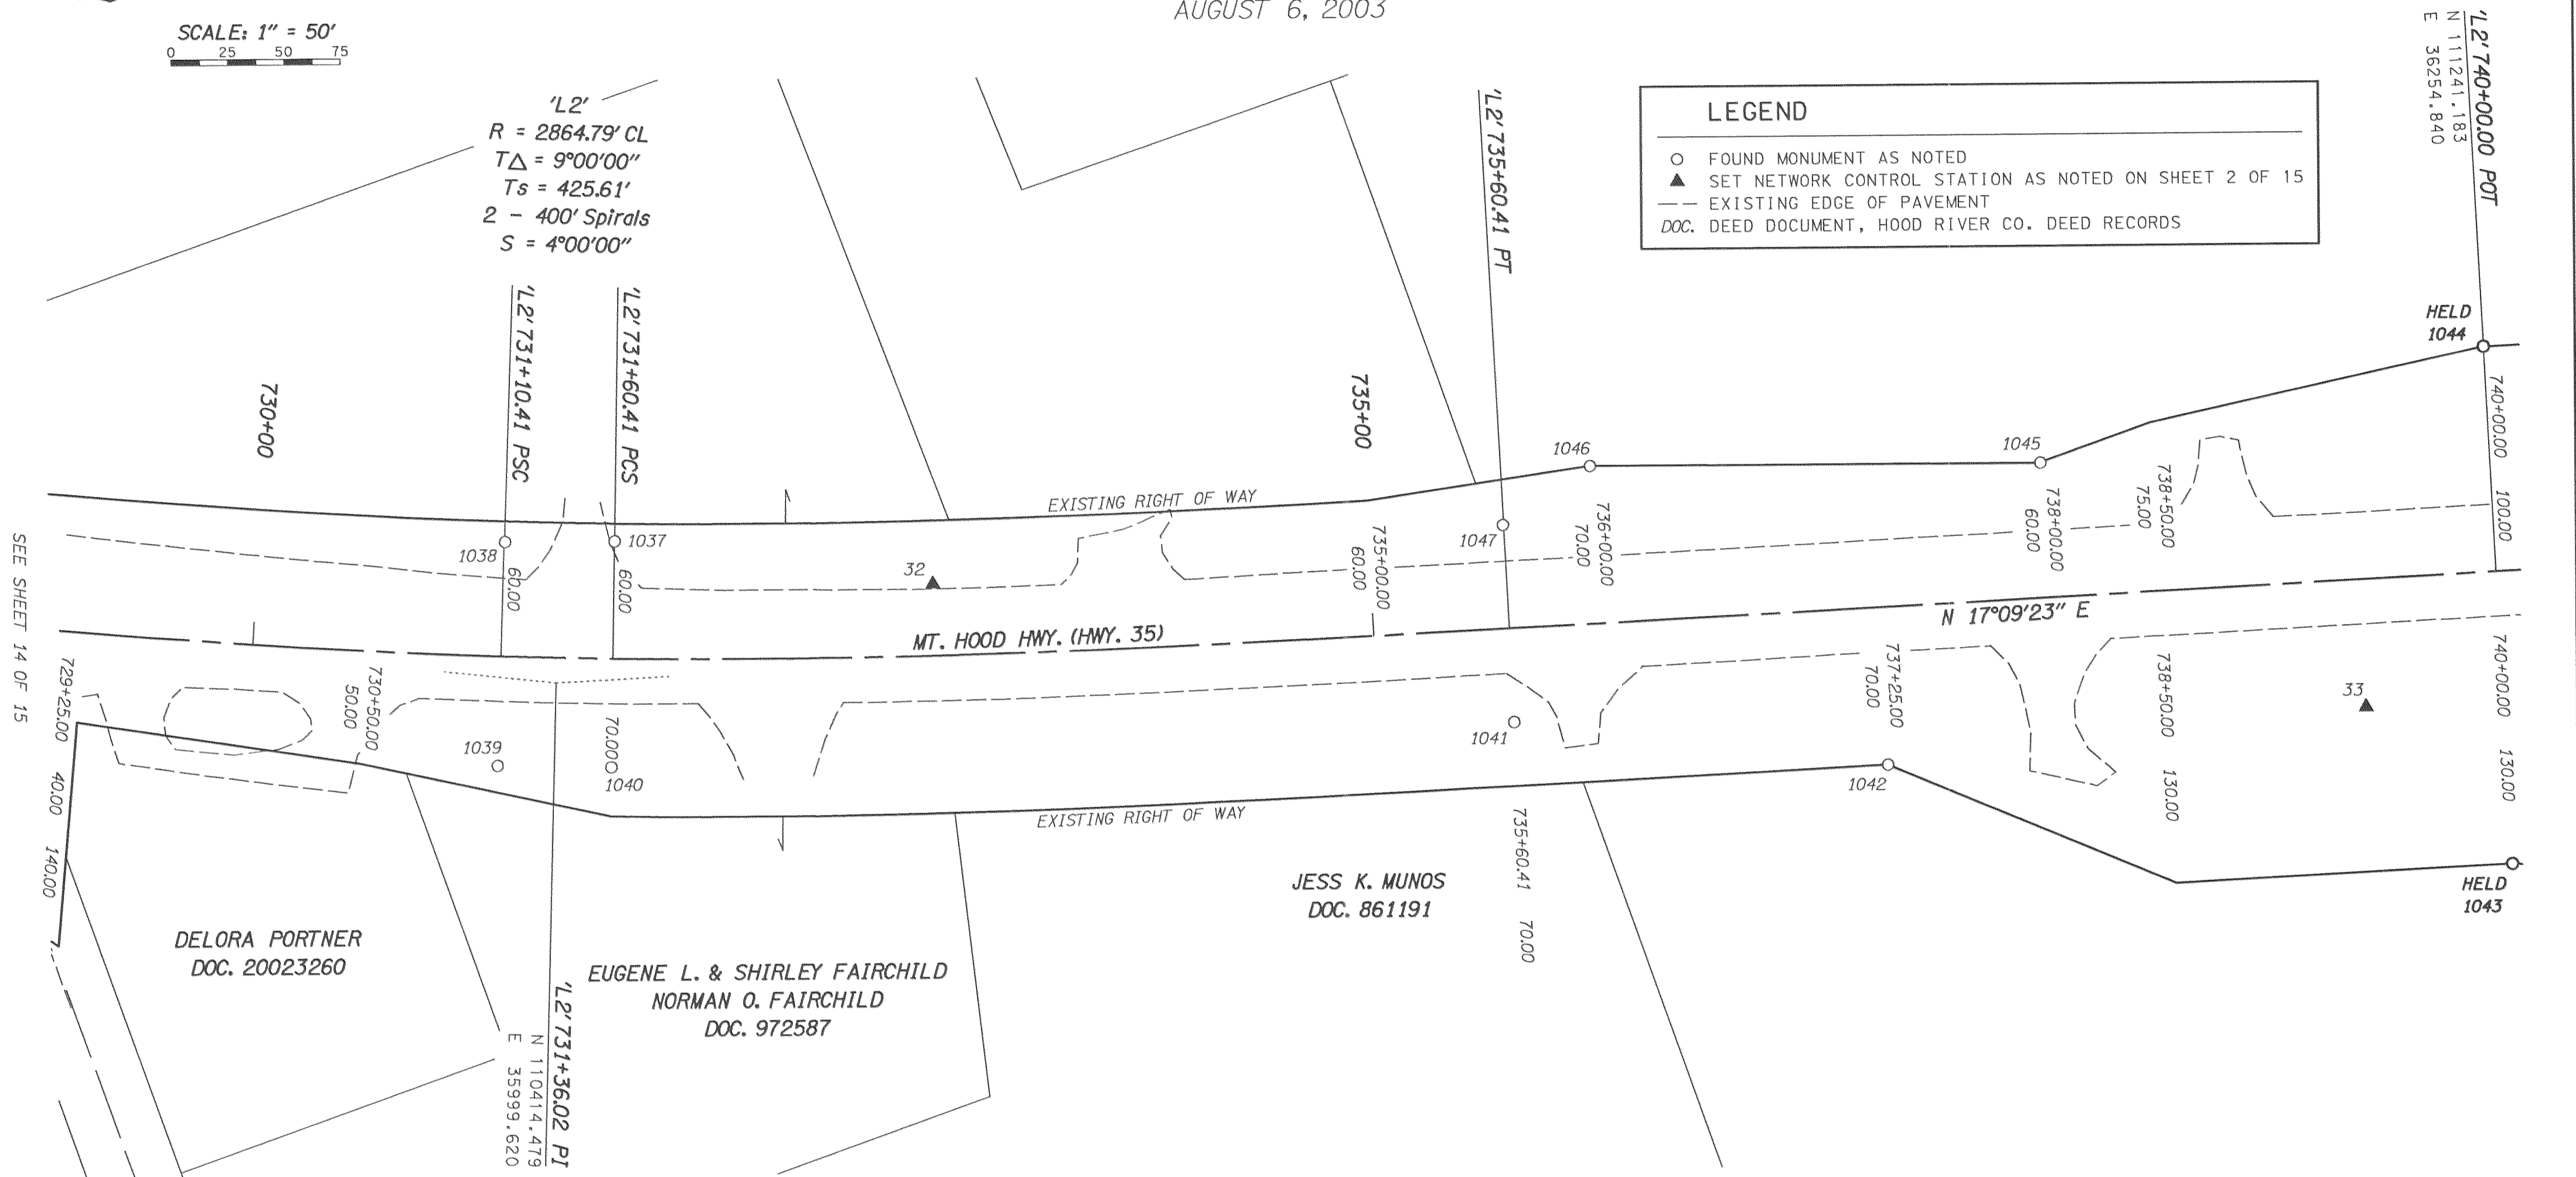 AUGUST 6, 2003
SCALE: 1" = 50'
0 25 50 75
'L2'
R = 2864.79' CL
T△ = 9°00'00"
Ts = 425.61'
2 - 400' Spirals
S = 4°00'00"
LEGEND
FOUND MONUMENT AS NOTED
SET NETWORK CONTROL STATION AS NOTED ON SHEET 2 OF 15
EXISTING EDGE OF PAVEMENT
DOC. DEED DOCUMENT, HOOD RIVER CO. DEED RECORDS
'L2' 740+00.00 POT
N 111241.183
E 36254.840
'L2' 735+60.41 PT
'L2' 731+10.41 PSC
'L2' 731+60.41 PCS
730+00
735+00
HELD
1044
740+00.00 100.00
1046
1045
EXISTING RIGHT OF WAY
1038
60.00
1037
60.00
32
735+00.00
60.00
1047
736+00.00
70.00
738+00.00
60.00
738+50.00
75.00
SEE SHEET 14 OF 15
MT. HOOD HWY. (HWY. 35)
N 17°09'23" E
729+25.00 40.00 140.00
730+50.00
50.00
1039
70.00
1040
1041
737+25.00
70.00
1042
738+50.00 130.00
33
740+00.00 130.00
EXISTING RIGHT OF WAY
735+60.41 70.00
HELD
1043
DELORA PORTNER
DOC. 20023260
EUGENE L. & SHIRLEY FAIRCHILD
NORMAN O. FAIRCHILD
DOC. 972587
JESS K. MUNOS
DOC. 861191
'L2' 731+36.02 PI
N 110414.479
E 35999.620